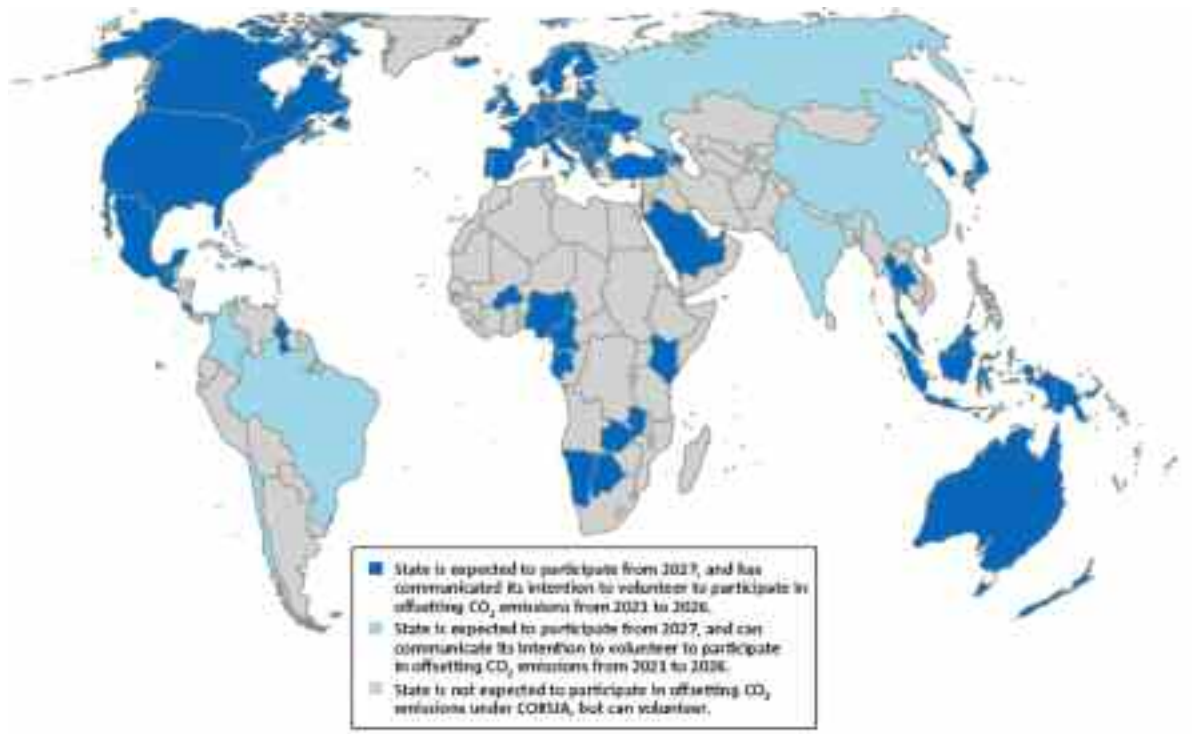 State is expected to participate from 2027, and has
communicated its intention to volunteer to participate in
offsetting CO₂ emissions from 2021 to 2026.
State is expected to participate from 2027, and can
communicate its intention to volunteer to participate
in offsetting CO₂ emissions from 2021 to 2026.
State is not expected to participate in offsetting CO₂
emissions under CORSIA, but can volunteer.